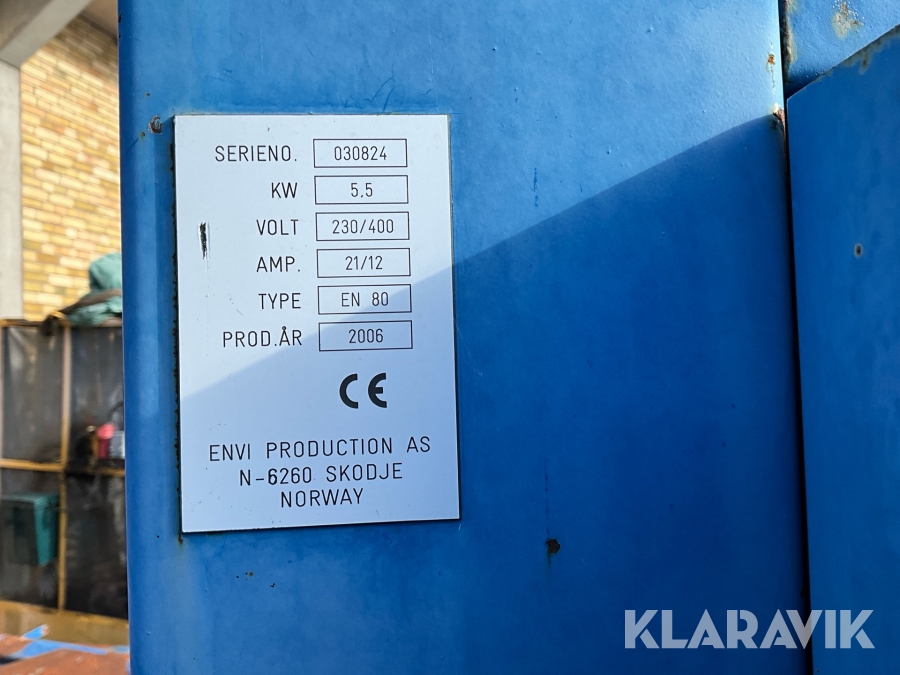 SERIENO. 030824
KW 5,5
VOLT 230/400
AMP. 21/12
TYPE EN 80
PROD.ÅR 2006
CE
ENVI PRODUCTION AS
N-6260 SKODJE
NORWAY
KLARAVIK